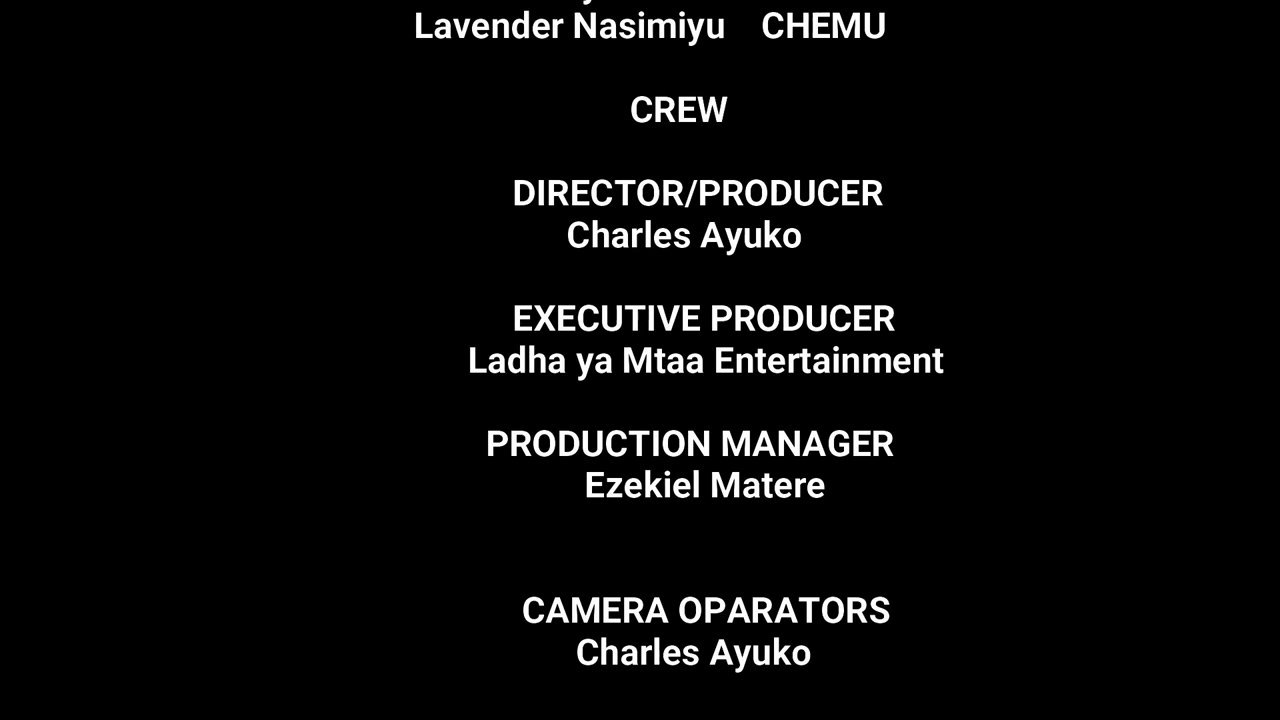 Lavender Nasimiyu CHEMU
CREW
DIRECTOR/PRODUCER
Charles Ayuko
EXECUTIVE PRODUCER
Ladha ya Mtaa Entertainment
PRODUCTION MANAGER
Ezekiel Matere
CAMERA OPARATORS
Charles Ayuko